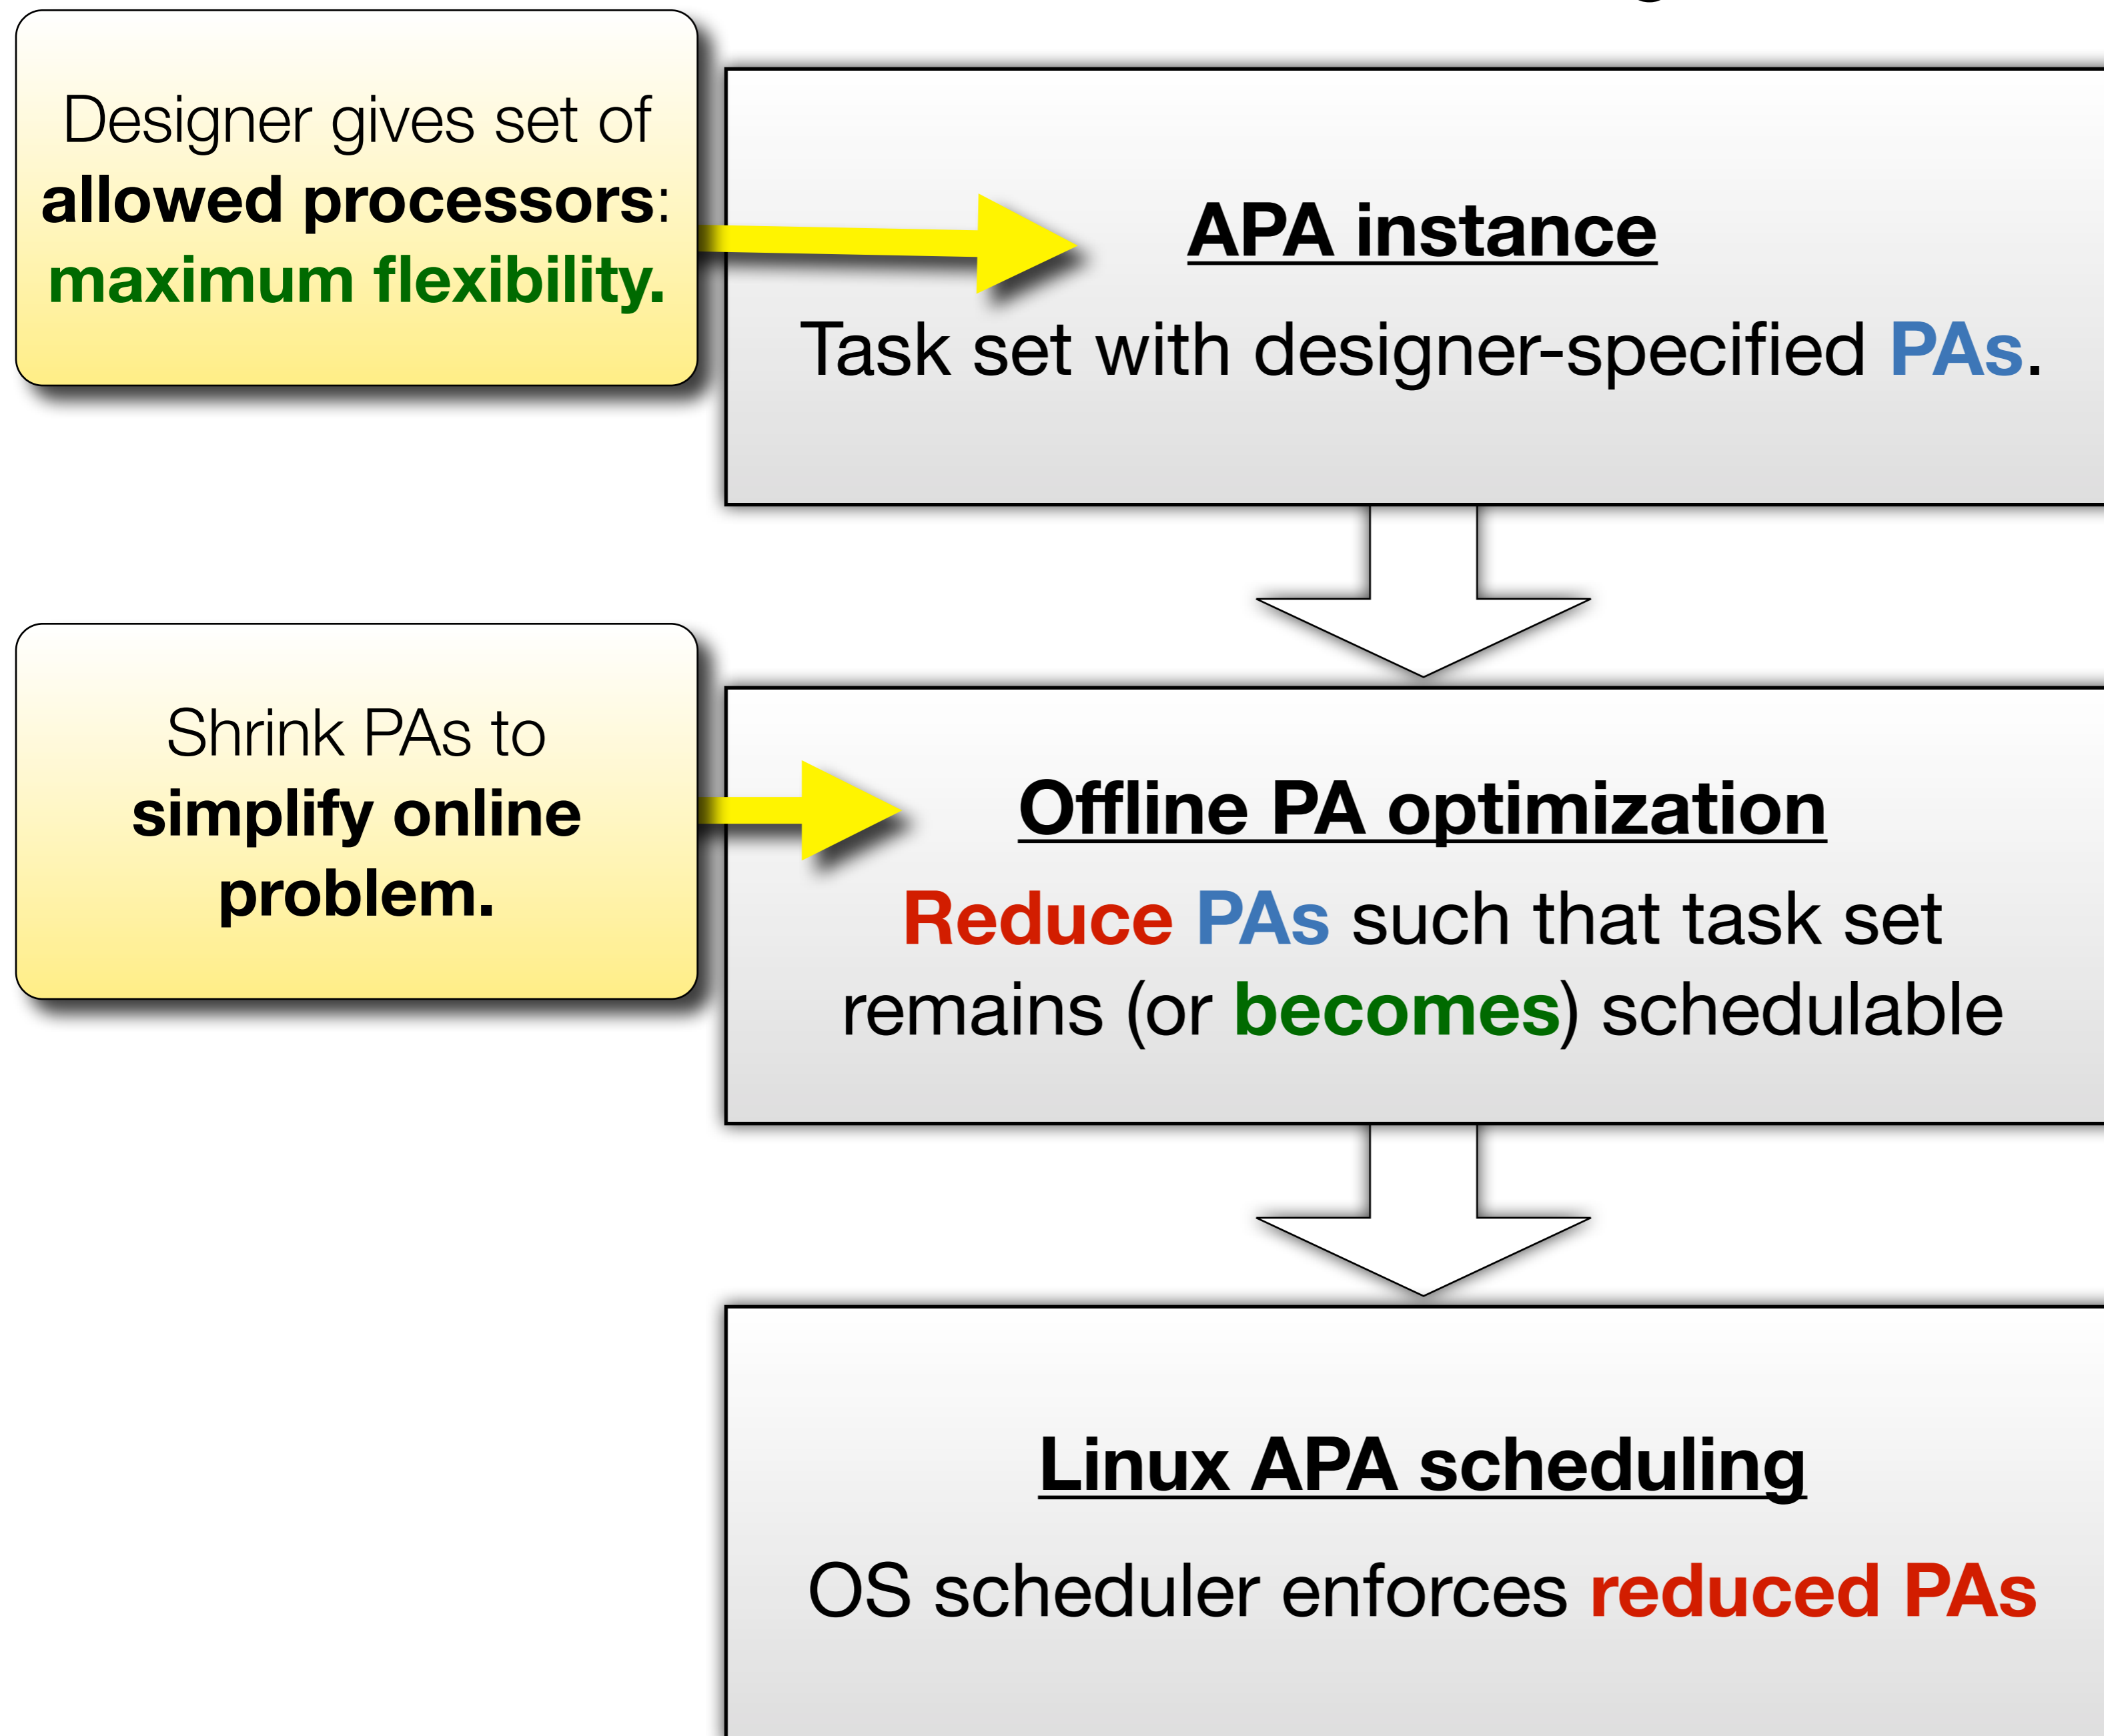 Designer gives set of
allowed processors:
maximum flexibility.
APA instance
Task set with designer-specified PAs.
Shrink PAs to
simplify online
problem.
Offline PA optimization
Reduce PAs such that task set
remains (or becomes) schedulable
Linux APA scheduling
OS scheduler enforces reduced PAs